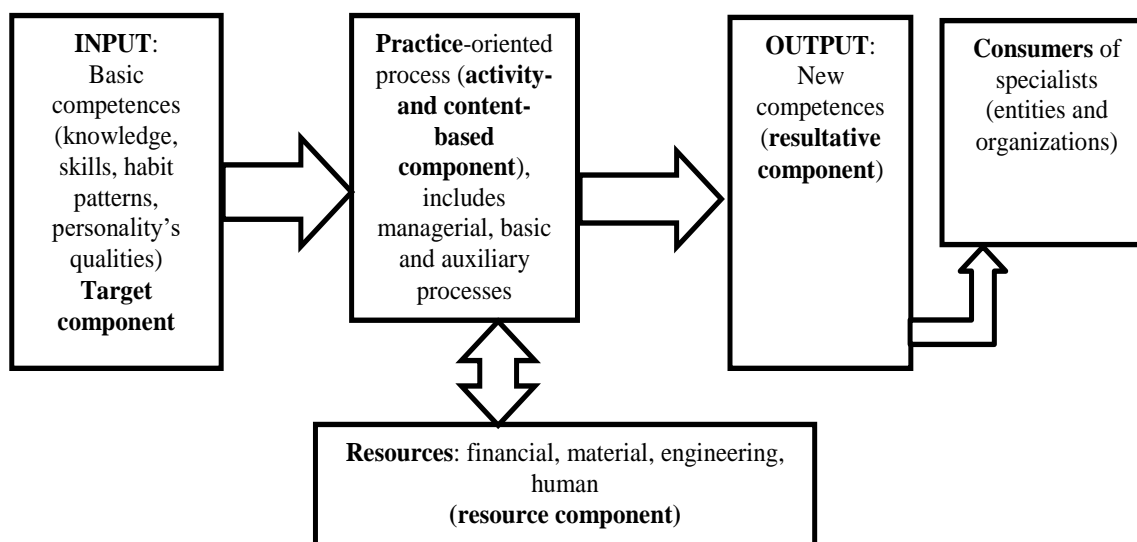 INPUT:
Basic
competences
(knowledge,
skills, habit
patterns,
personality’s
qualities)
Target
component
Practice-oriented
process (activity-
and content-
based
component),
includes
managerial, basic
and auxiliary
processes
OUTPUT:
New
competences
(resultative
component)
Consumers of
specialists
(entities and
organizations)
Resources: financial, material, engineering,
human
(resource component)